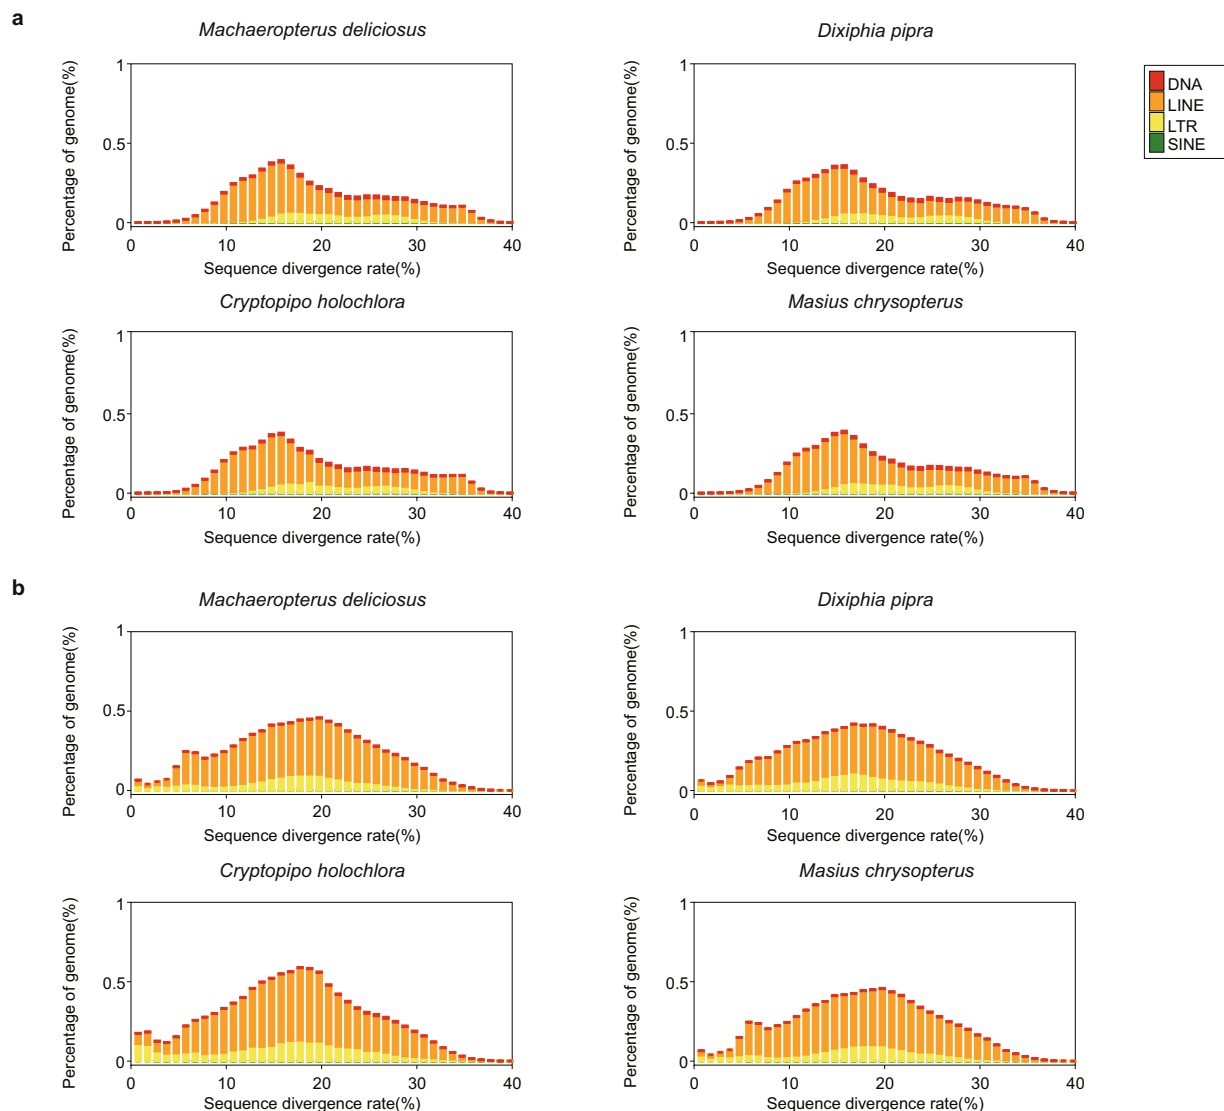 a
Machaeropterus deliciosus
Dixiphia pipra
Percentage of genome(%)
1
0.5
0
0 10 20 30 40
Sequence divergence rate(%)
Percentage of genome(%)
1
0.5
0
0 10 20 30 40
Sequence divergence rate(%)
DNA
LINE
LTR
SINE
Cryptopipo holochlora
Masius chrysopterus
Percentage of genome(%)
1
0.5
0
0 10 20 30 40
Sequence divergence rate(%)
Percentage of genome(%)
1
0.5
0
0 10 20 30 40
Sequence divergence rate(%)
b
Machaeropterus deliciosus
Dixiphia pipra
Percentage of genome(%)
1
0.5
0
0 10 20 30 40
Sequence divergence rate(%)
Percentage of genome(%)
1
0.5
0
0 10 20 30 40
Sequence divergence rate(%)
Cryptopipo holochlora
Masius chrysopterus
Percentage of genome(%)
1
0.5
0
0 10 20 30 40
Sequence divergence rate(%)
Percentage of genome(%)
1
0.5
0
0 10 20 30 40
Sequence divergence rate(%)